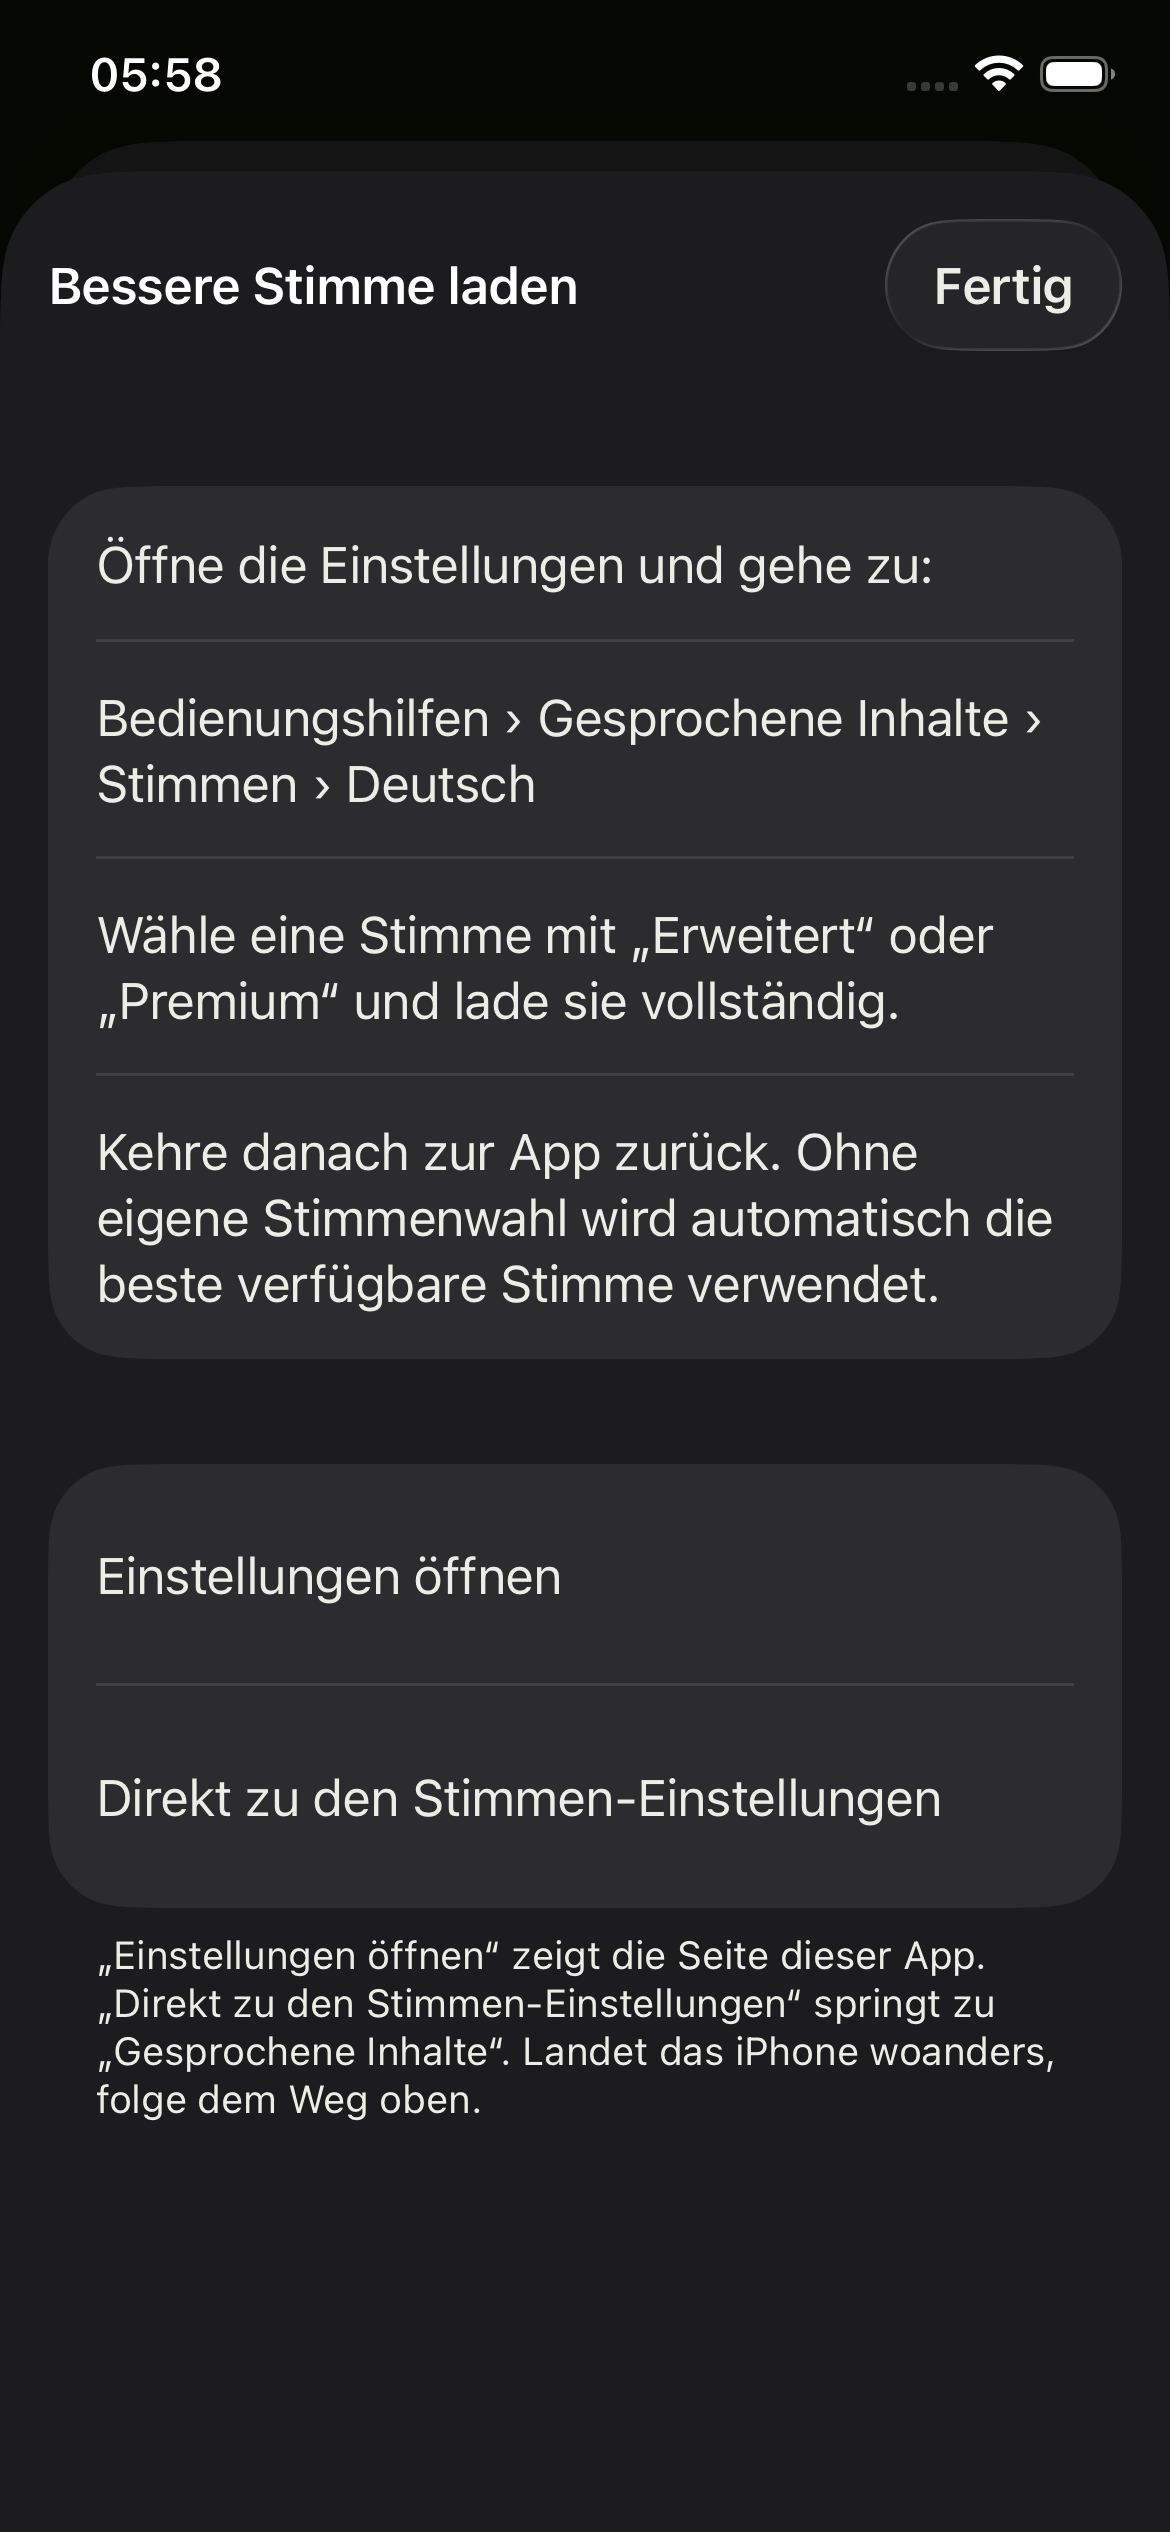 05:58
Bessere Stimme laden
Fertig
Öffne die Einstellungen und gehe zu:
Bedienungshilfen › Gesprochene Inhalte ›
Stimmen › Deutsch
Wähle eine Stimme mit „Erweitert“ oder
„Premium“ und lade sie vollständig.
Kehre danach zur App zurück. Ohne
eigene Stimmenwahl wird automatisch die
beste verfügbare Stimme verwendet.
Einstellungen öffnen
Direkt zu den Stimmen-Einstellungen
„Einstellungen öffnen“ zeigt die Seite dieser App.
„Direkt zu den Stimmen-Einstellungen“ springt zu
„Gesprochene Inhalte“. Landet das iPhone woanders,
folge dem Weg oben.